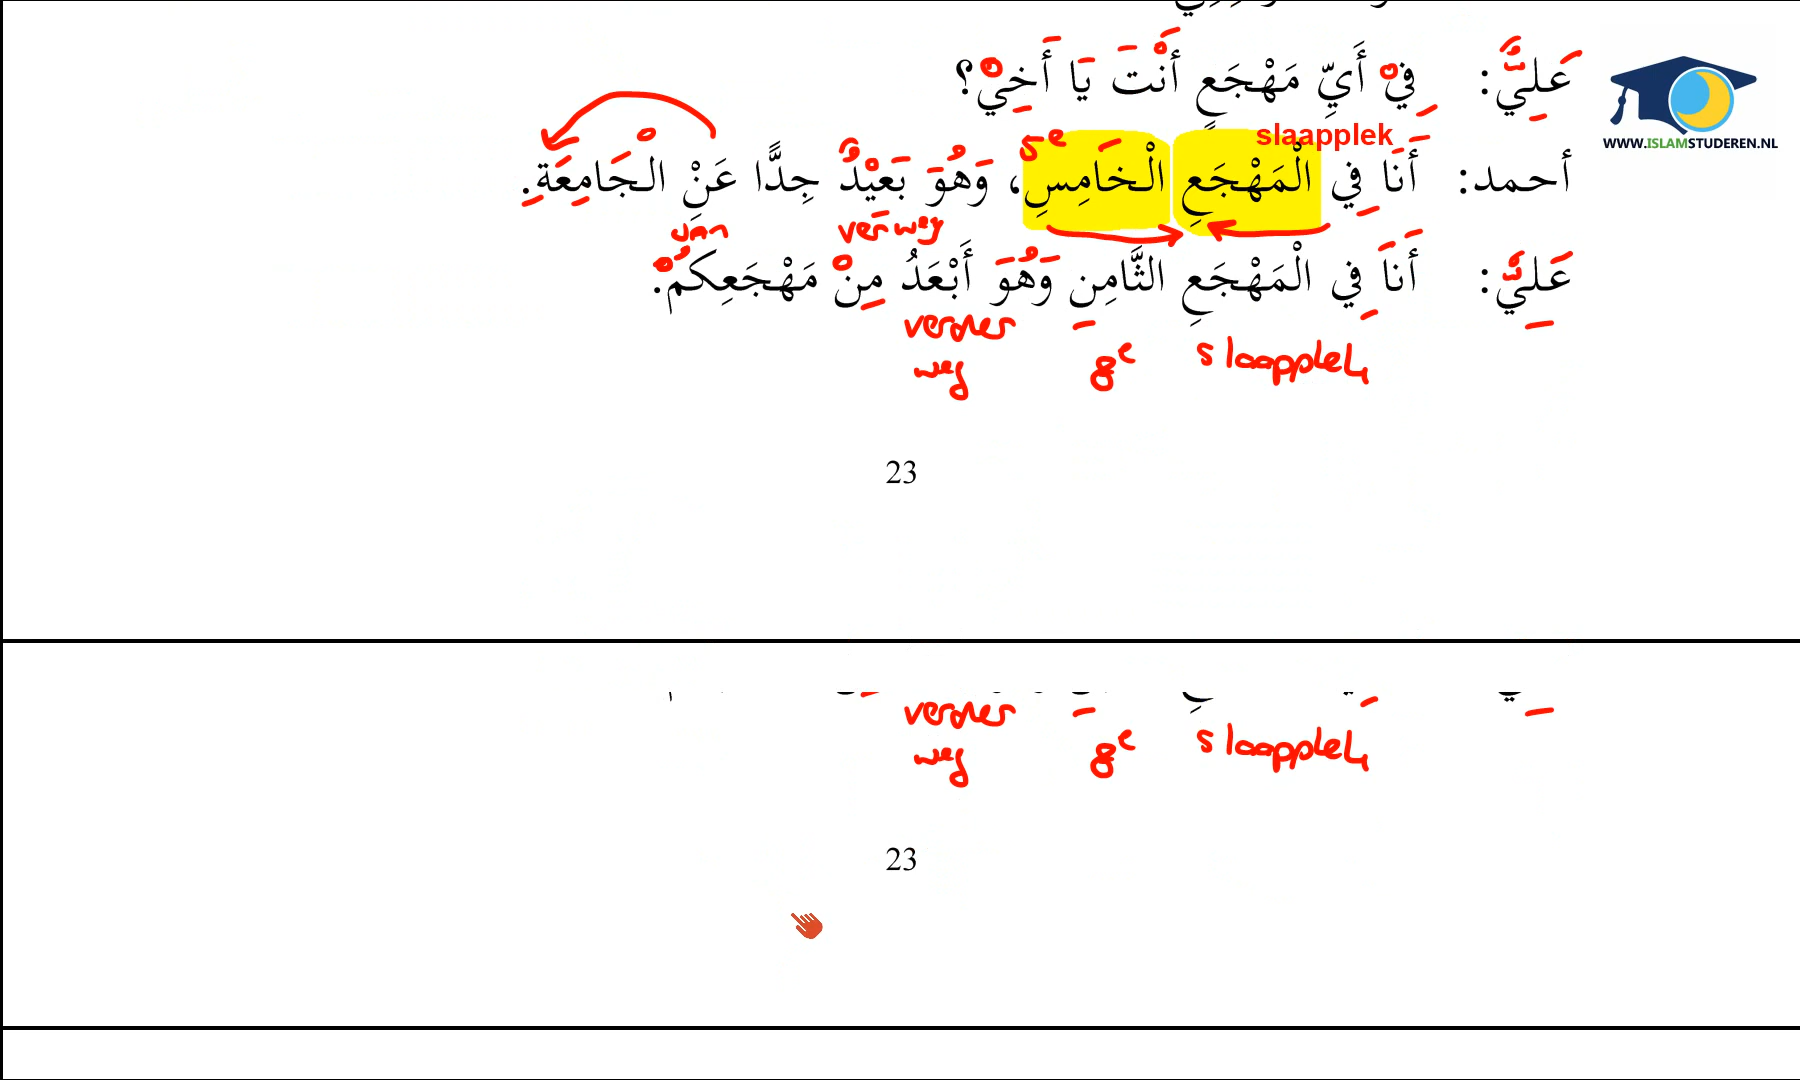 عَلِيٌّ: فِيْ أَيِّ مَهْجَعٍ أَنْتَ يَا أَخِيْ؟
WWW.ISLAMSTUDEREN.NL
slaapplek
5e
أحمد: أَنَا فِي الْمَهْجَعِ الْخَامِسِ، وَهُوَ بَعِيْدٌ جِدًّا عَنِْ الْجَامِعَةِ.
ver weg
van
عَلِيٌّ: أَنَا فِي الْمَهْجَعِ الثَّامِنِ وَهُوَ أَبْعَدُ مِنْ مَهْجَعِكُمْ.
slaapplek
8e
verder
weg
23
slaapplek
8e
verder
weg
23